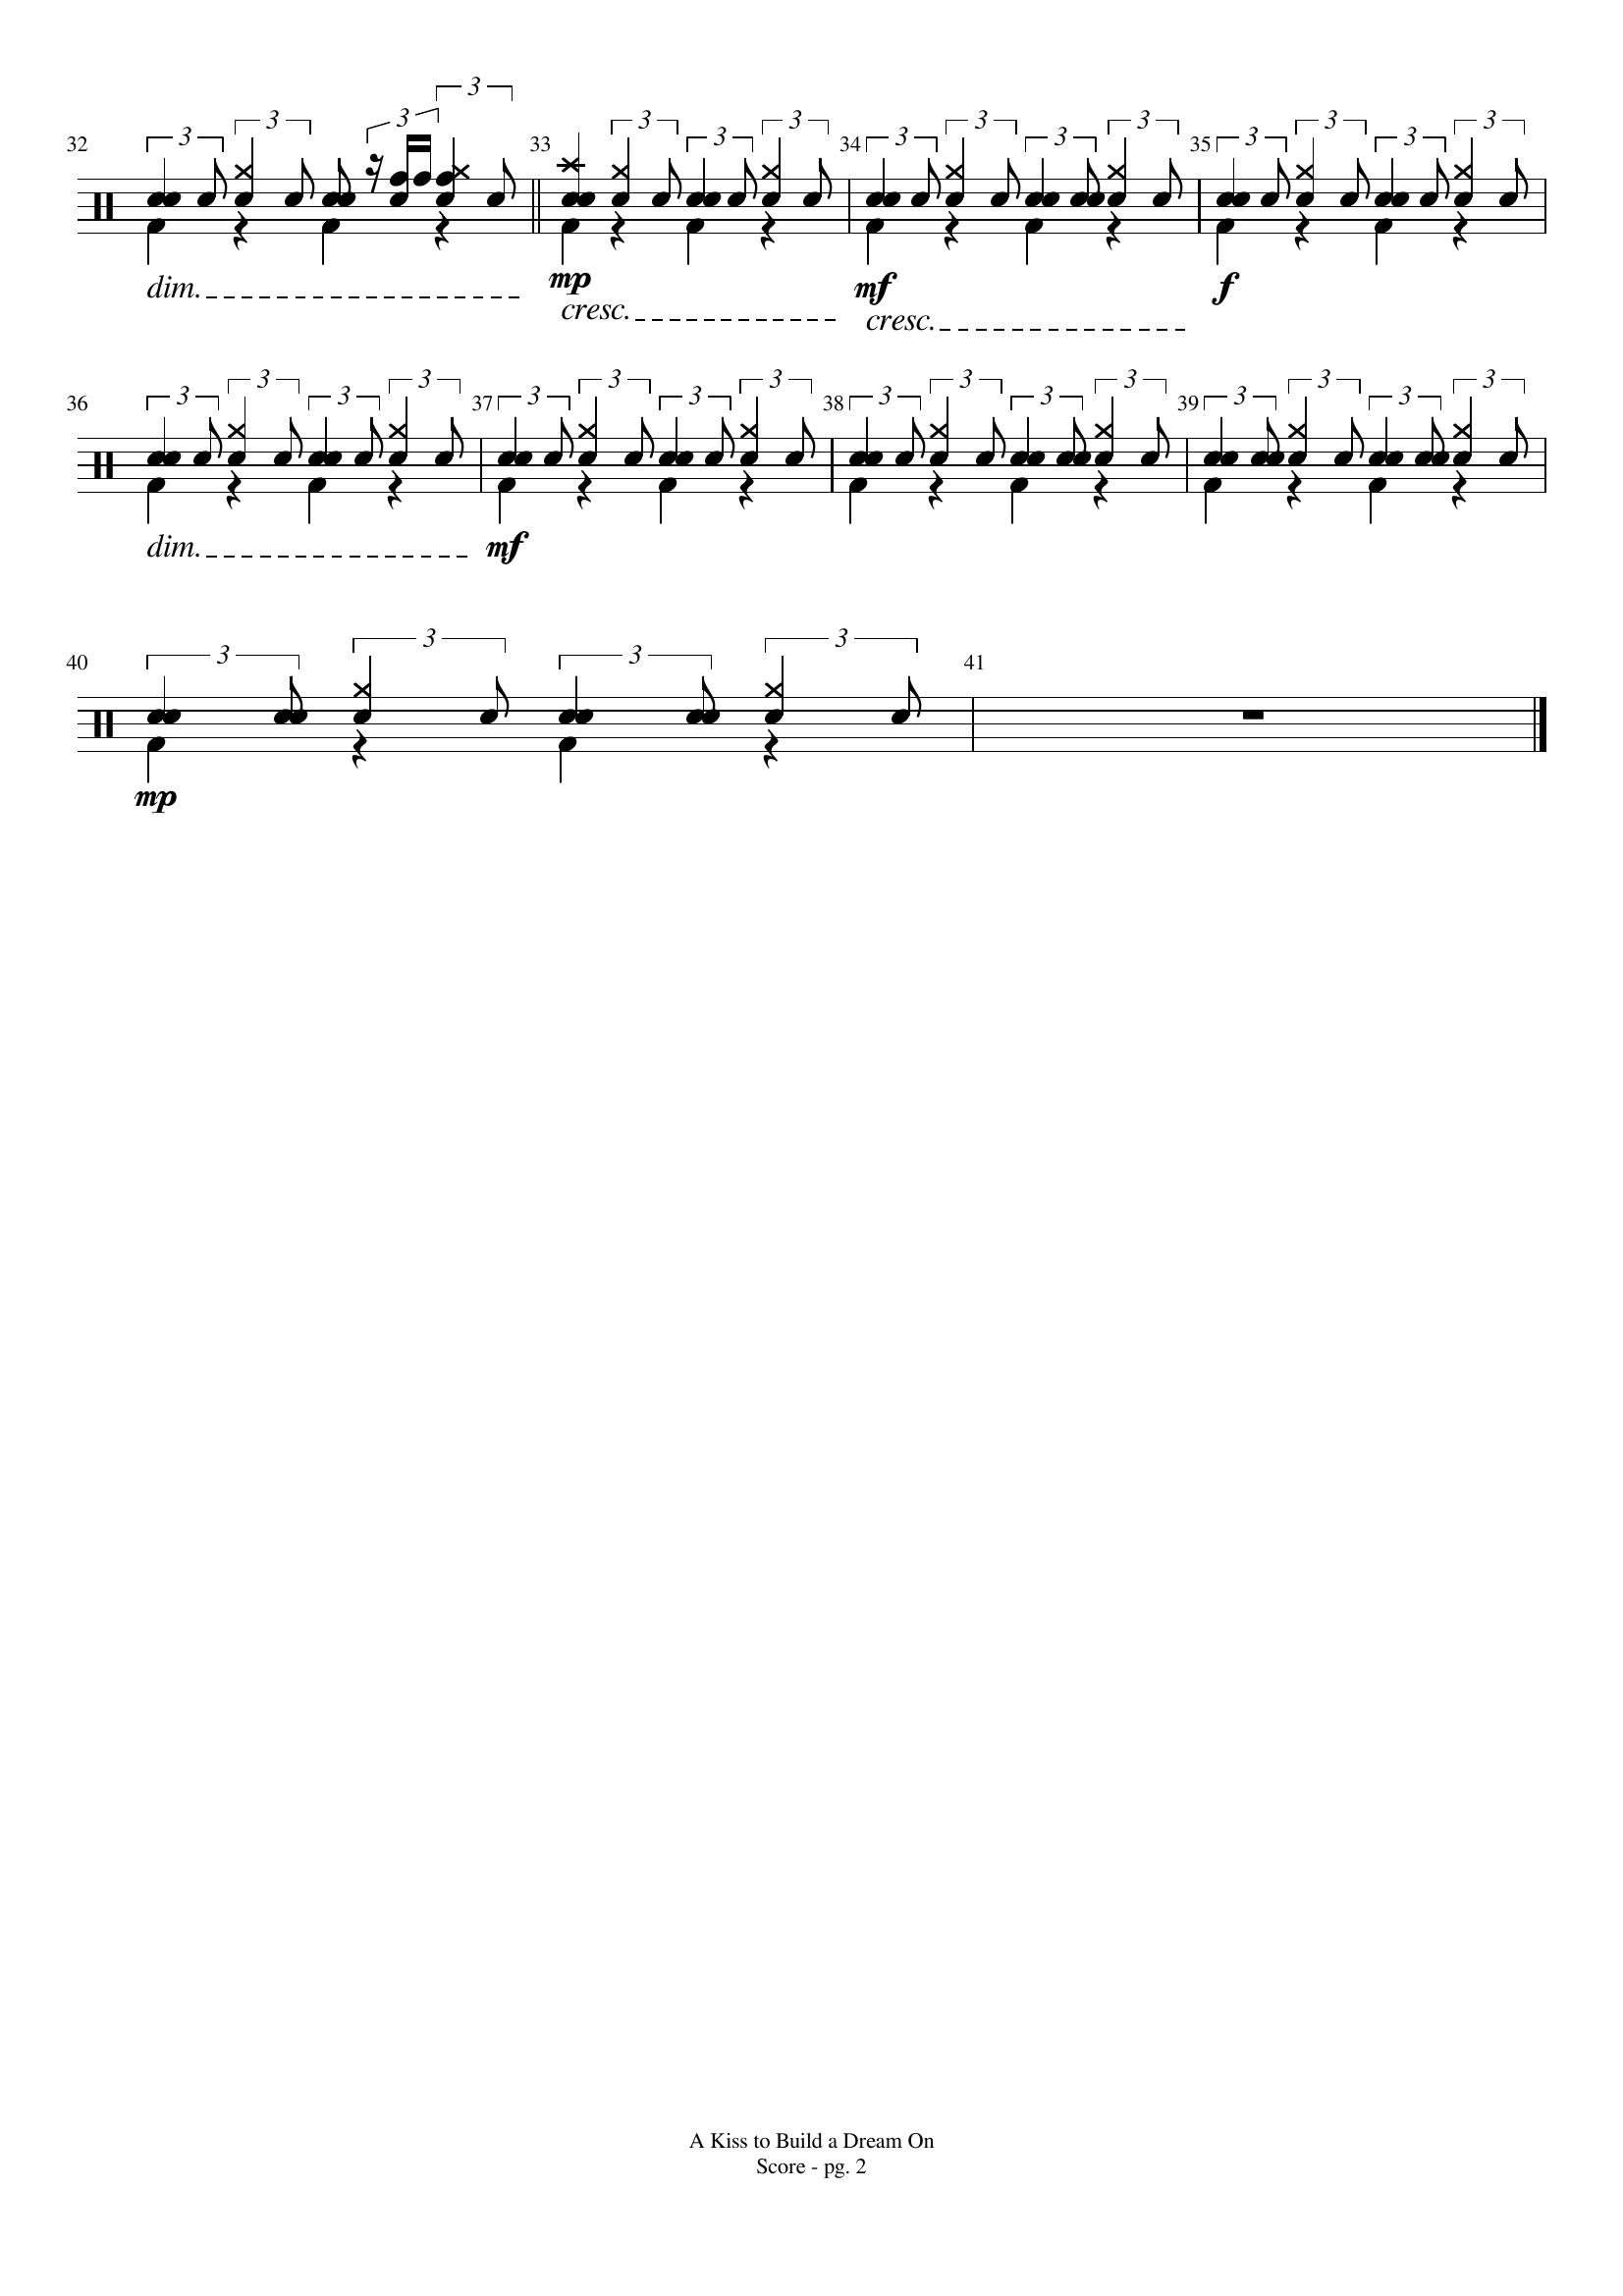 3 3 3 3
32 33 3 3 3 34 3 3 3 3 35 3 3 3 3
dim. mp cresc. mf cresc. f
36 3 3 3 3 37 3 3 3 3 38 3 3 3 3 39 3 3 3 3
dim. mf
40 3 3 3 3 41
mp
A Kiss to Build a Dream On
Score - pg. 2